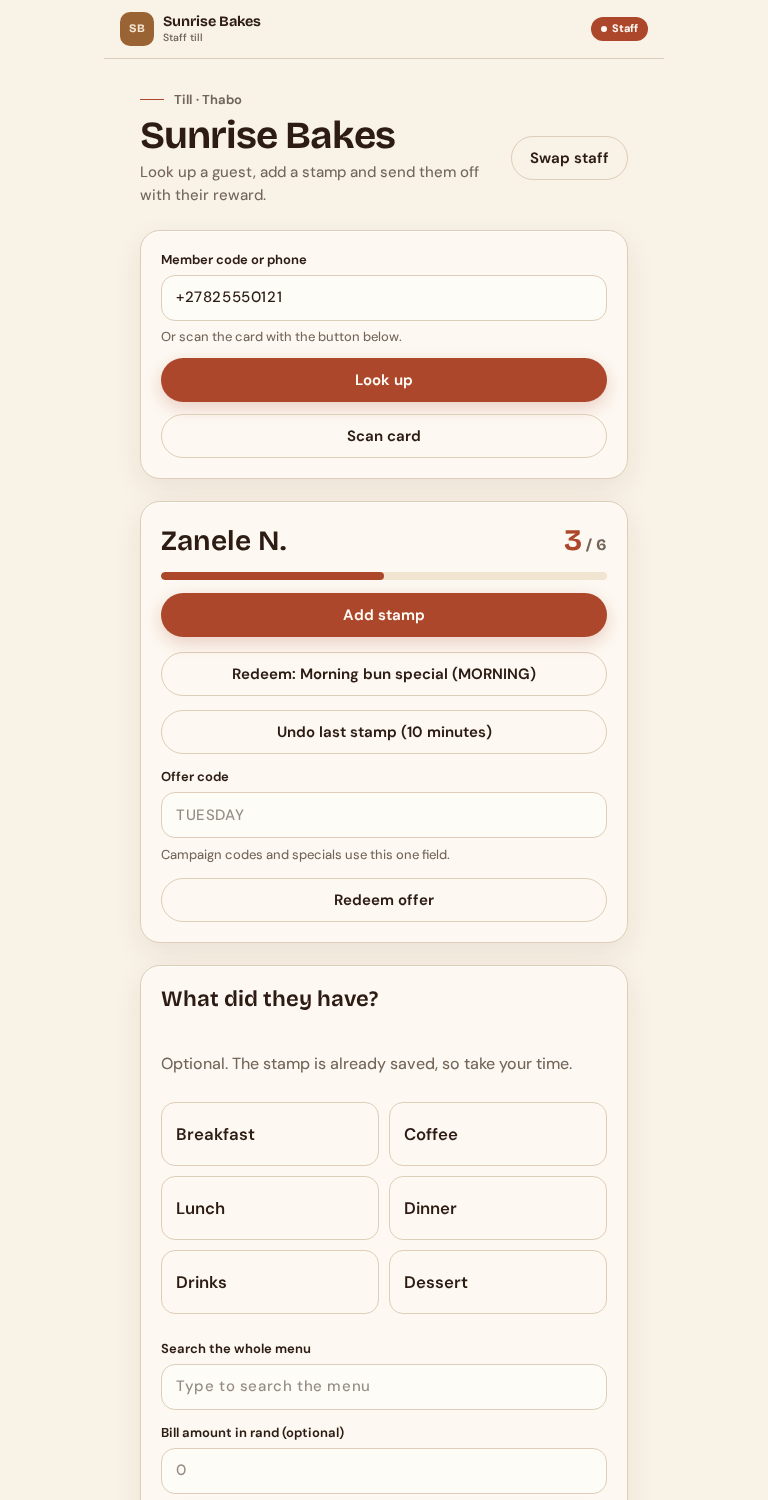 SB
Sunrise Bakes
Staff till
Staff
Till · Thabo
Sunrise Bakes
Look up a guest, add a stamp and send them off
with their reward.
Swap staff
Member code or phone
+27825550121
Or scan the card with the button below.
Look up
Scan card
Zanele N.
3 / 6
Add stamp
Redeem: Morning bun special (MORNING)
Undo last stamp (10 minutes)
Offer code
TUESDAY
Campaign codes and specials use this one field.
Redeem offer
What did they have?
Optional. The stamp is already saved, so take your time.
Breakfast
Coffee
Lunch
Dinner
Drinks
Dessert
Search the whole menu
Type to search the menu
Bill amount in rand (optional)
0